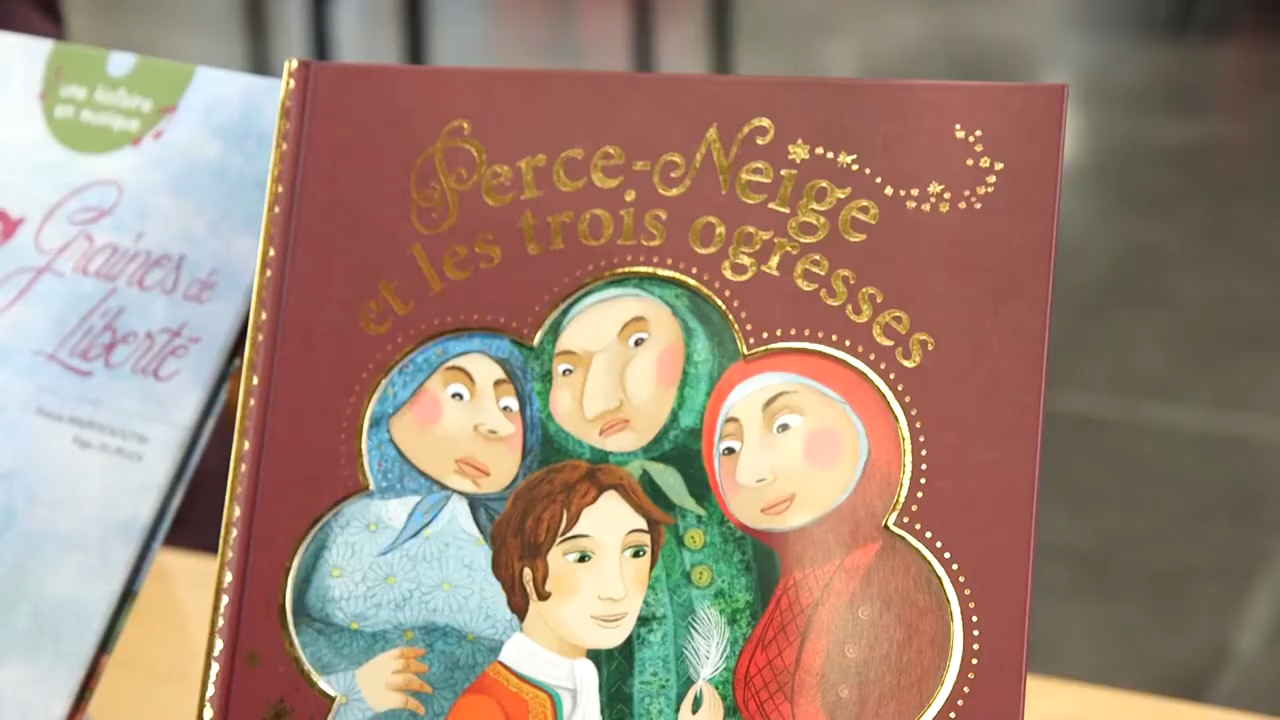 une histoire
en musique
Graines de
Liberté
Perce-Neige
et les trois ogresses